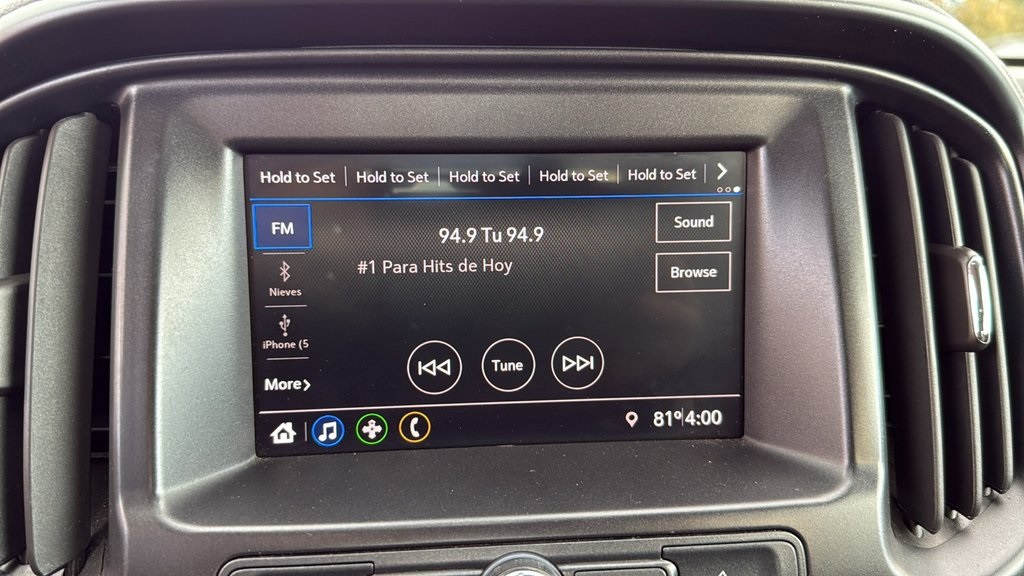 Hold to Set Hold to Set Hold to Set Hold to Set Hold to Set
FM
94.9 Tu 94.9
Sound
#1 Para Hits de Hoy
Browse
Nieves
iPhone (5
Tune
More
81° 4:00